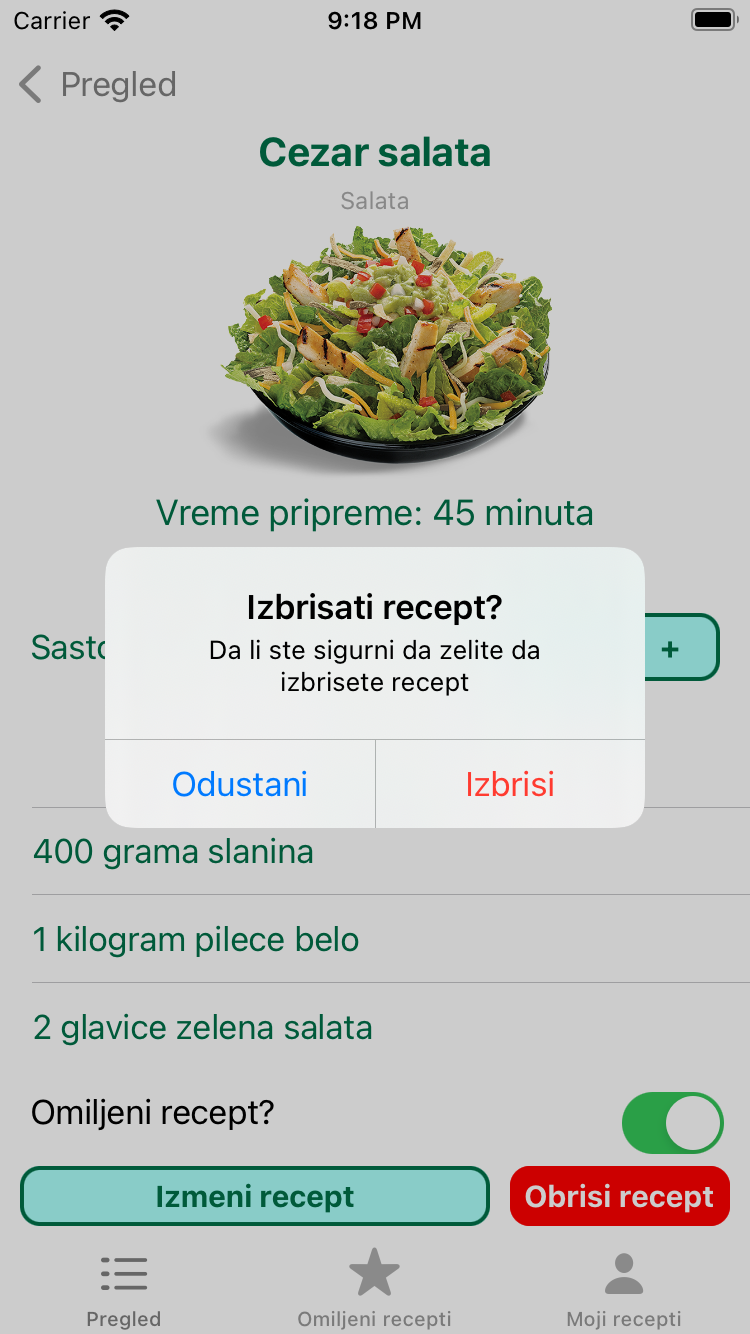 Carrier
9:18 PM
Pregled
Cezar salata
Salata
Vreme pripreme: 45 minuta
Izbrisati recept?
Da li ste sigurni da zelite da
izbrisete recept
+
Odustani
Izbrisi
400 grama slanina
1 kilogram pilece belo
2 glavice zelena salata
Omiljeni recept?
Izmeni recept
Obrisi recept
Pregled
Omiljeni recepti
Moji recepti